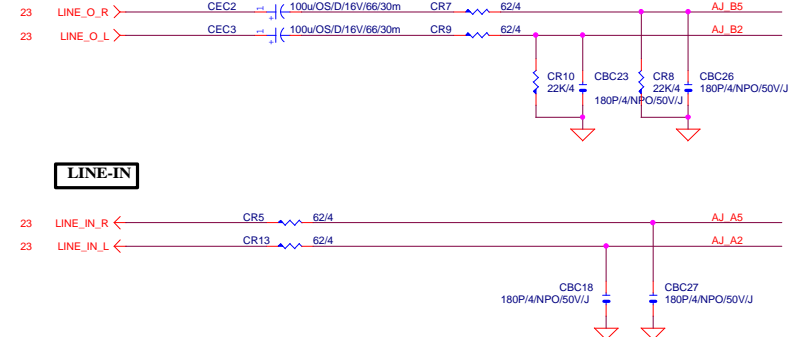 23 LINE_O_R CEC2 1 + 100u/OS/D/16V/66/30m CR7 62/4 AJ_B5
23 LINE_O_L CEC3 1 + 100u/OS/D/16V/66/30m CR9 62/4 AJ_B2
CR10 CBC23 CR8 CBC26
22K/4 22K/4 180P/4/NPO/50V/J
180P/4/NPO/50V/J
LINE-IN
23 LINE_IN_R CR5 62/4 AJ_A5
23 LINE_IN_L CR13 62/4 AJ_A2
CBC18 CBC27
180P/4/NPO/50V/J 180P/4/NPO/50V/J